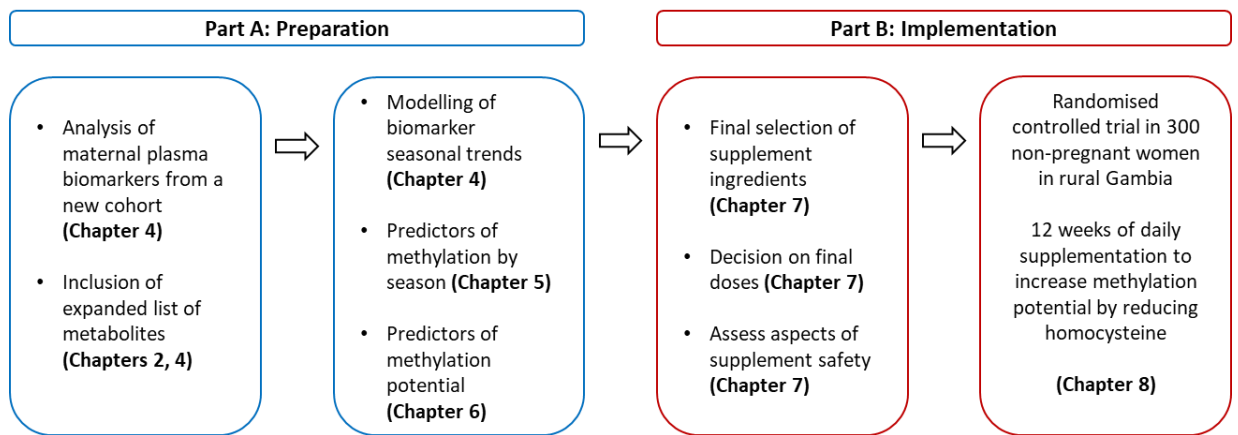 Part A: Preparation
Part B: Implementation
• Analysis of
maternal plasma
biomarkers from a
new cohort
(Chapter 4)
• Inclusion of
expanded list of
metabolites
(Chapters 2, 4)
• Modelling of
biomarker
seasonal trends
(Chapter 4)
• Predictors of
methylation by
season (Chapter 5)
• Predictors of
methylation
potential
(Chapter 6)
• Final selection of
supplement
ingredients
(Chapter 7)
• Decision on final
doses (Chapter 7)
• Assess aspects of
supplement safety
(Chapter 7)
Randomised
controlled trial in 300
non-pregnant women
in rural Gambia
12 weeks of daily
supplementation to
increase methylation
potential by reducing
homocysteine
(Chapter 8)